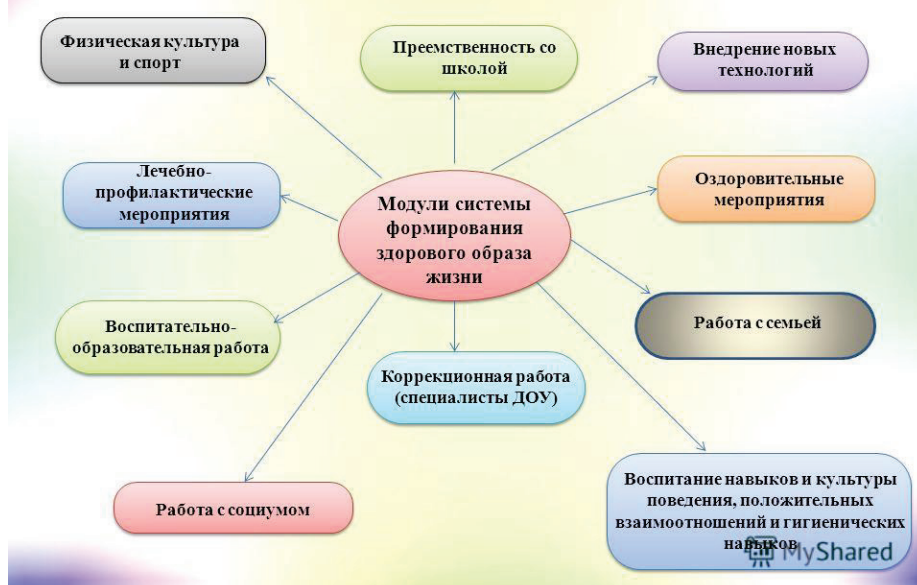 Физическая культура
и спорт
Преемственность со
школой
Внедрение новых
технологий
Лечебно-
профилактические
мероприятия
Модули системы
формирования
здорового образа
жизни
Оздоровительные
мероприятия
Воспитательно-
образовательная работа
Работа с семьей
Коррекционная работа
(специалисты ДОУ)
Работа с социумом
Воспитание навыков и культуры
поведения, положительных
взаимоотношений и гигиенических
навыков
MyShared